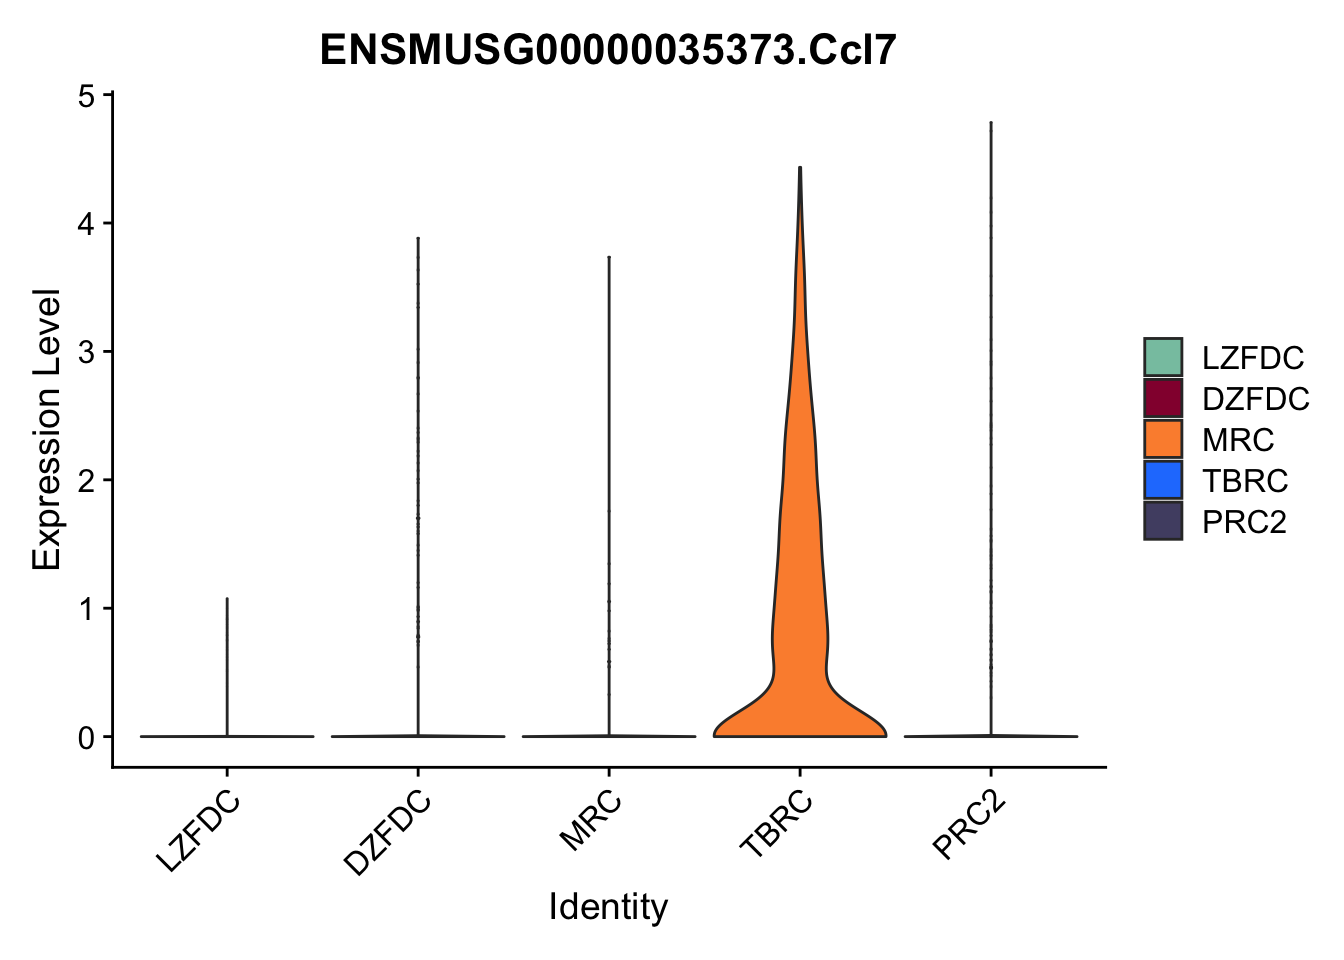 ENSMUSG00000035373.Ccl7
Expression Level
5
4
3
2
1
0
LZFDC
DZFDC
MRC
TBRC
PRC2
Identity
LZFDC
DZFDC
MRC
TBRC
PRC2